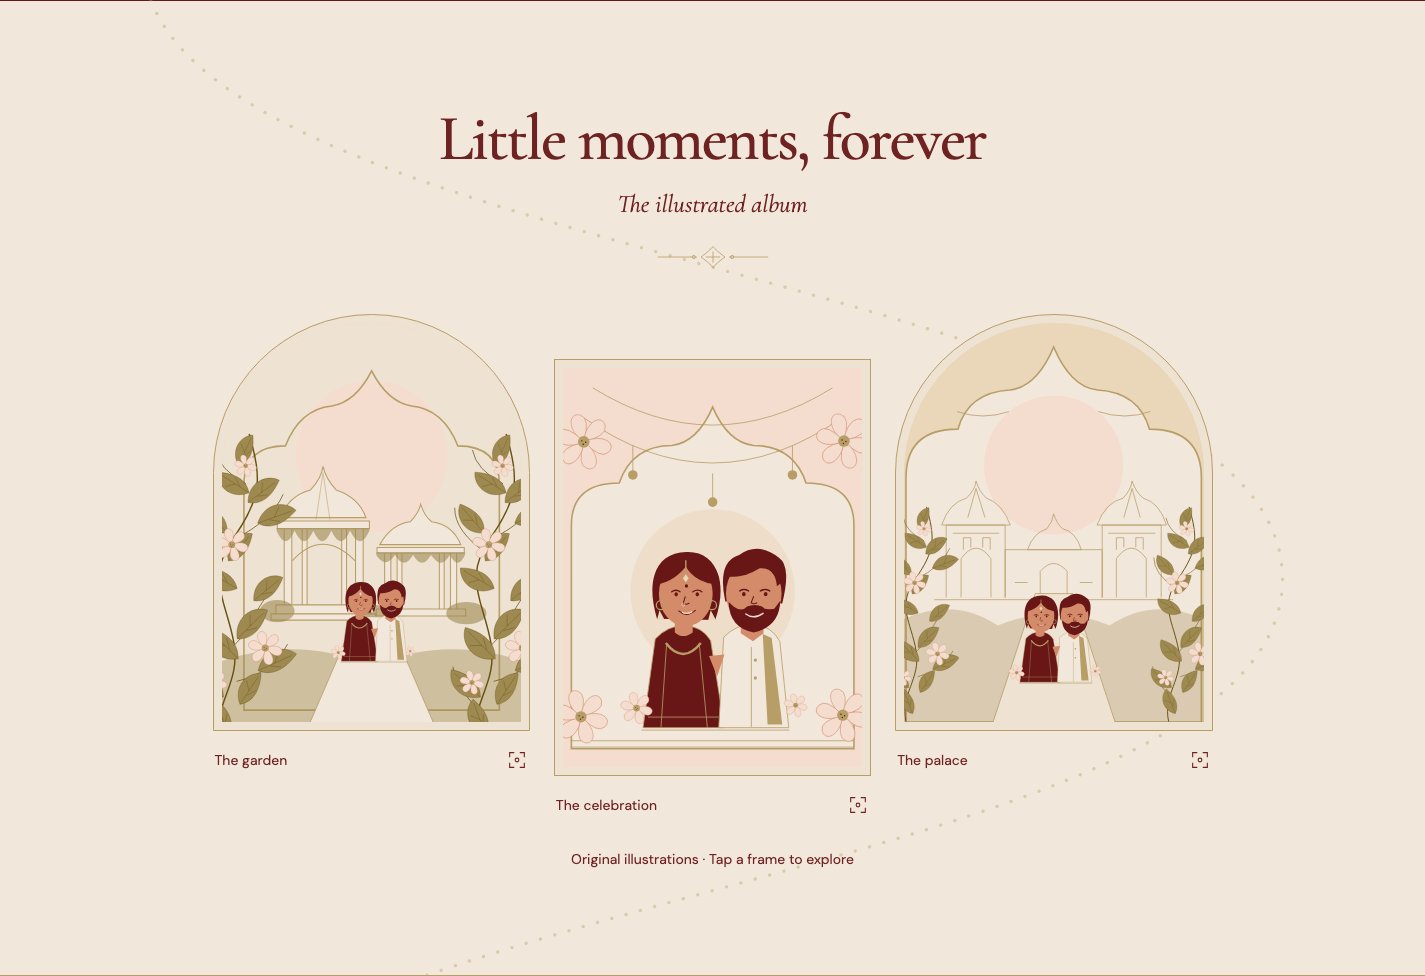 Little moments, forever
The illustrated album
The garden
The celebration
The palace
Original illustrations · Tap a frame to explore